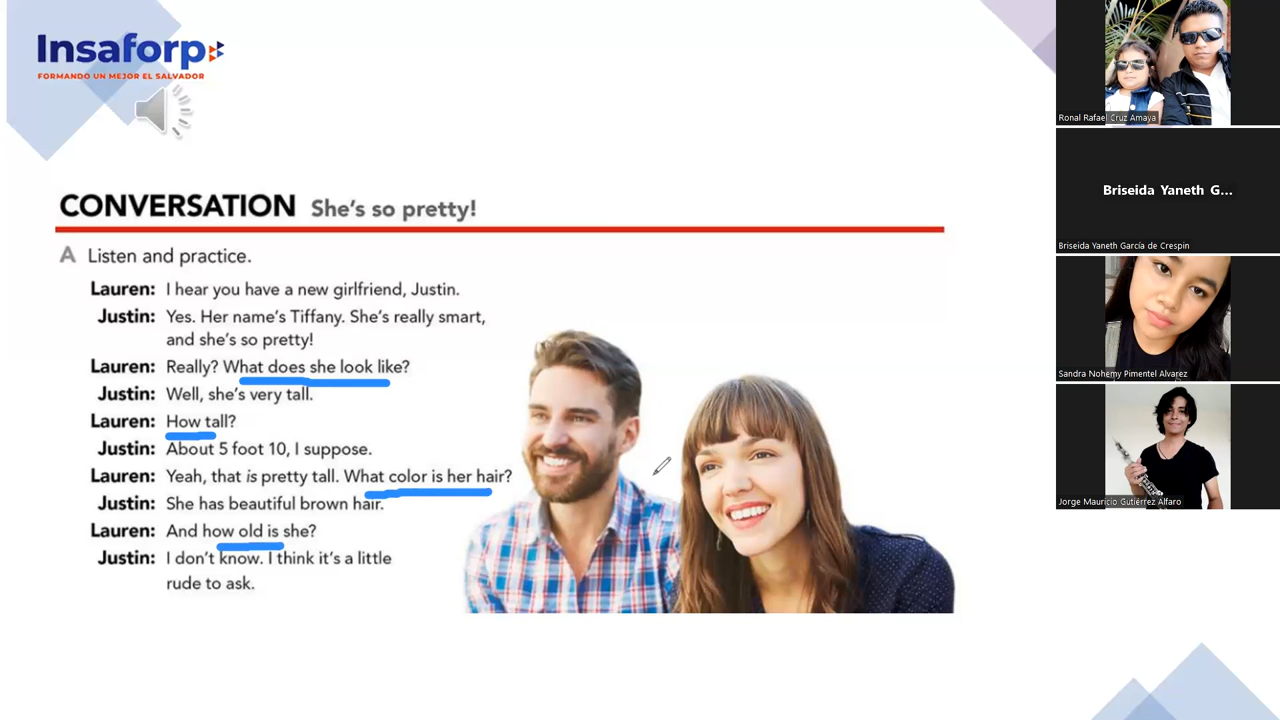 Insaforp
FORMANDO UN MEJOR EL SALVADOR
CONVERSATION She's so pretty!
A Listen and practice.
Lauren: I hear you have a new girlfriend, Justin.
Justin: Yes. Her name's Tiffany. She's really smart,
and she's so pretty!
Lauren: Really? What does she look like?
Justin: Well, she's very tall.
Lauren: How tall?
Justin: About 5 foot 10, I suppose.
Lauren: Yeah, that is pretty tall. What color is her hair?
Justin: She has beautiful brown hair.
Lauren: And how old is she?
Justin: I don't know. I think it's a little
rude to ask.
Ronal Rafael Cruz Amaya
Briseida Yaneth G...
Briseida Yaneth García de Crespin
Sandra Nohemy Pimentel Alvarez
Jorge Mauricio Gutiérrez Alfaro